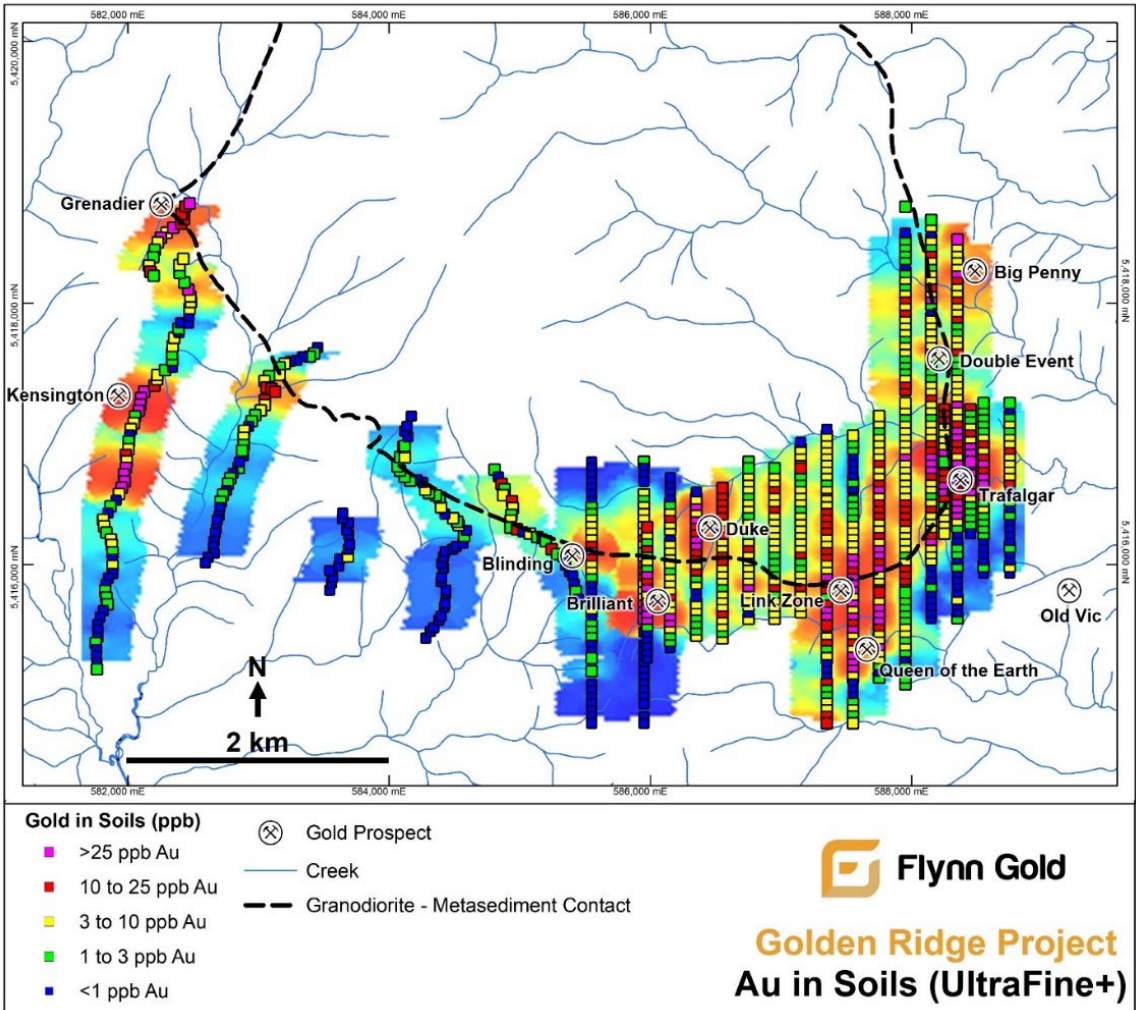 582,000 mE
584,000 mE
586,000 mE
588,000 mE
5,420,000 mN
5,418,000 mN
5,416,000 mN
5,418,000 mN
5,416,000 mN
Grenadier
Big Penny
Double Event
Kensington
Trafalgar
Duke
Blinding
Brilliant
Link Zone
Old Vic
Queen of the Earth
N
2 km
582,000 mE
584,000 mE
586,000 mE
588,000 mE
Gold in Soils (ppb)
>25 ppb Au
10 to 25 ppb Au
3 to 10 ppb Au
1 to 3 ppb Au
<1 ppb Au
Gold Prospect
Creek
Granodiorite - Metasediment Contact
Flynn Gold
Golden Ridge Project
Au in Soils (UltraFine+)